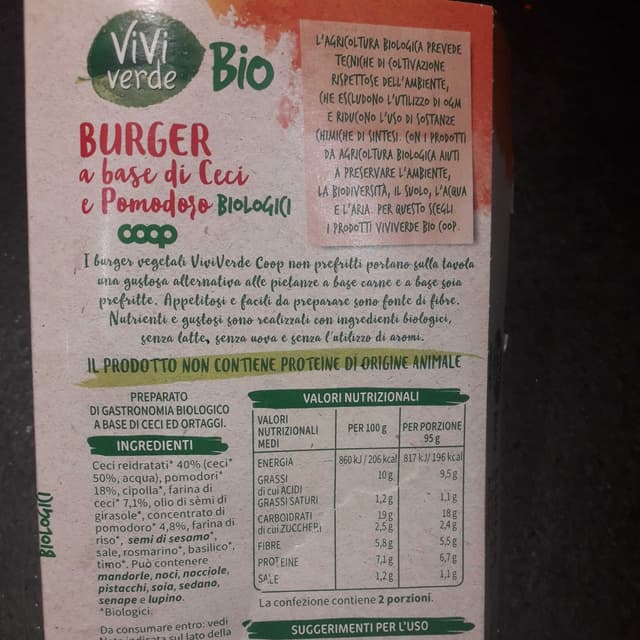 ViVi
verde
Bio
BURGER
a base di Ceci
e Pomodoro BIOLOGICI
coop
L'AGRICOLTURA BIOLOGICA PREVEDE
TECNICHE DI COLTIVAZIONE
RISPETTOSE DELL'AMBIENTE,
CHE ESCLUDONO L'UTILIZZO DI OGM
E RIDUCONO L'USO DI SOSTANZE
CHIMICHE DI SINTESI. CON I PRODOTTI
DA AGRICOLTURA BIOLOGICA AIUTI
A PRESERVARE L'AMBIENTE,
LA BIODIVERSITÀ, IL SUOLO, L'ACQUA
E L'ARIA. PER QUESTO SCEGLI
I PRODOTTI VIVIVERDE BIO COOP.
I burger vegetali ViviVerde Coop non prefritti portano sulla tavola
una gustosa alternativa alle pietanze a base carne e a base soia
prefritte. Appetitosi e facili da preparare sono fonte di fibre.
Nutrienti e gustosi sono realizzati con ingredienti biologici,
senza latte, senza uova e senza l'utilizzo di aromi.
IL PRODOTTO NON CONTIENE PROTEINE DI ORIGINE ANIMALE
PREPARATO
DI GASTRONOMIA BIOLOGICO
A BASE DI CECI ED ORTAGGI.
INGREDIENTI
Ceci reidratati* 40% (ceci*
50%, acqua), pomodori*
18%, cipolla*, farina di
ceci* 7,1%, olio di semi di
girasole*, concentrato di
pomodoro* 4,8%, farina di
riso*, semi di sesamo*,
sale, rosmarino*, basilico*,
timo*. Può contenere
mandorle, noci, nocciole,
pistacchi, soia, sedano,
senape e lupino.
*Biologici.
Da consumare entro: vedi
data indicata sul lato della
BIOLOGICI
VALORI NUTRIZIONALI
VALORI
NUTRIZIONALI
MEDI
PER 100 g
PER PORZIONE
95 g
ENERGIA 860 kJ / 206 kcal 817 kJ/ 196 kcal
GRASSI 10 g 9,5 g
di cui ACIDI
GRASSI SATURI 1,2 g 1,1 g
CARBOIDRATI 19 g 18 g
di cui ZUCCHERI 2,5 g 2,4 g
FIBRE 5,8 g 5,5 g
PROTEINE 7,1 g 6,7 g
SALE 1,2 g 1,1 g
La confezione contiene 2 porzioni.
SUGGERIMENTI PER L'USO